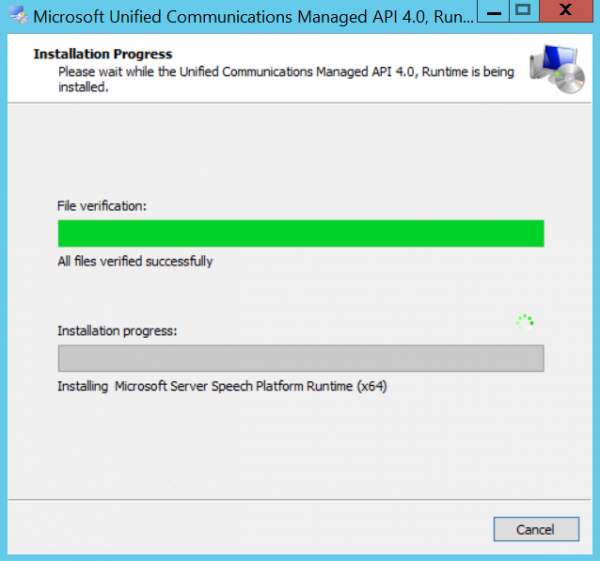 Microsoft Unified Communications Managed API 4.0, Run...
Installation Progress
Please wait while the Unified Communications Managed API 4.0, Runtime is being
installed.
File verification:
All files verified successfully
Installation progress:
Installing Microsoft Server Speech Platform Runtime (x64)
Cancel